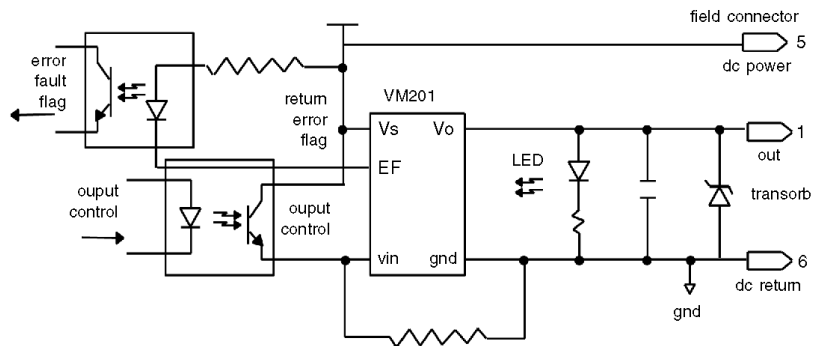 field connector
5
dc power
error
fault
flag
return
error
flag
VM201
Vs
Vo
EF
vin
gnd
LED
1
out
transorb
ouput
control
ouput
control
6
dc return
gnd